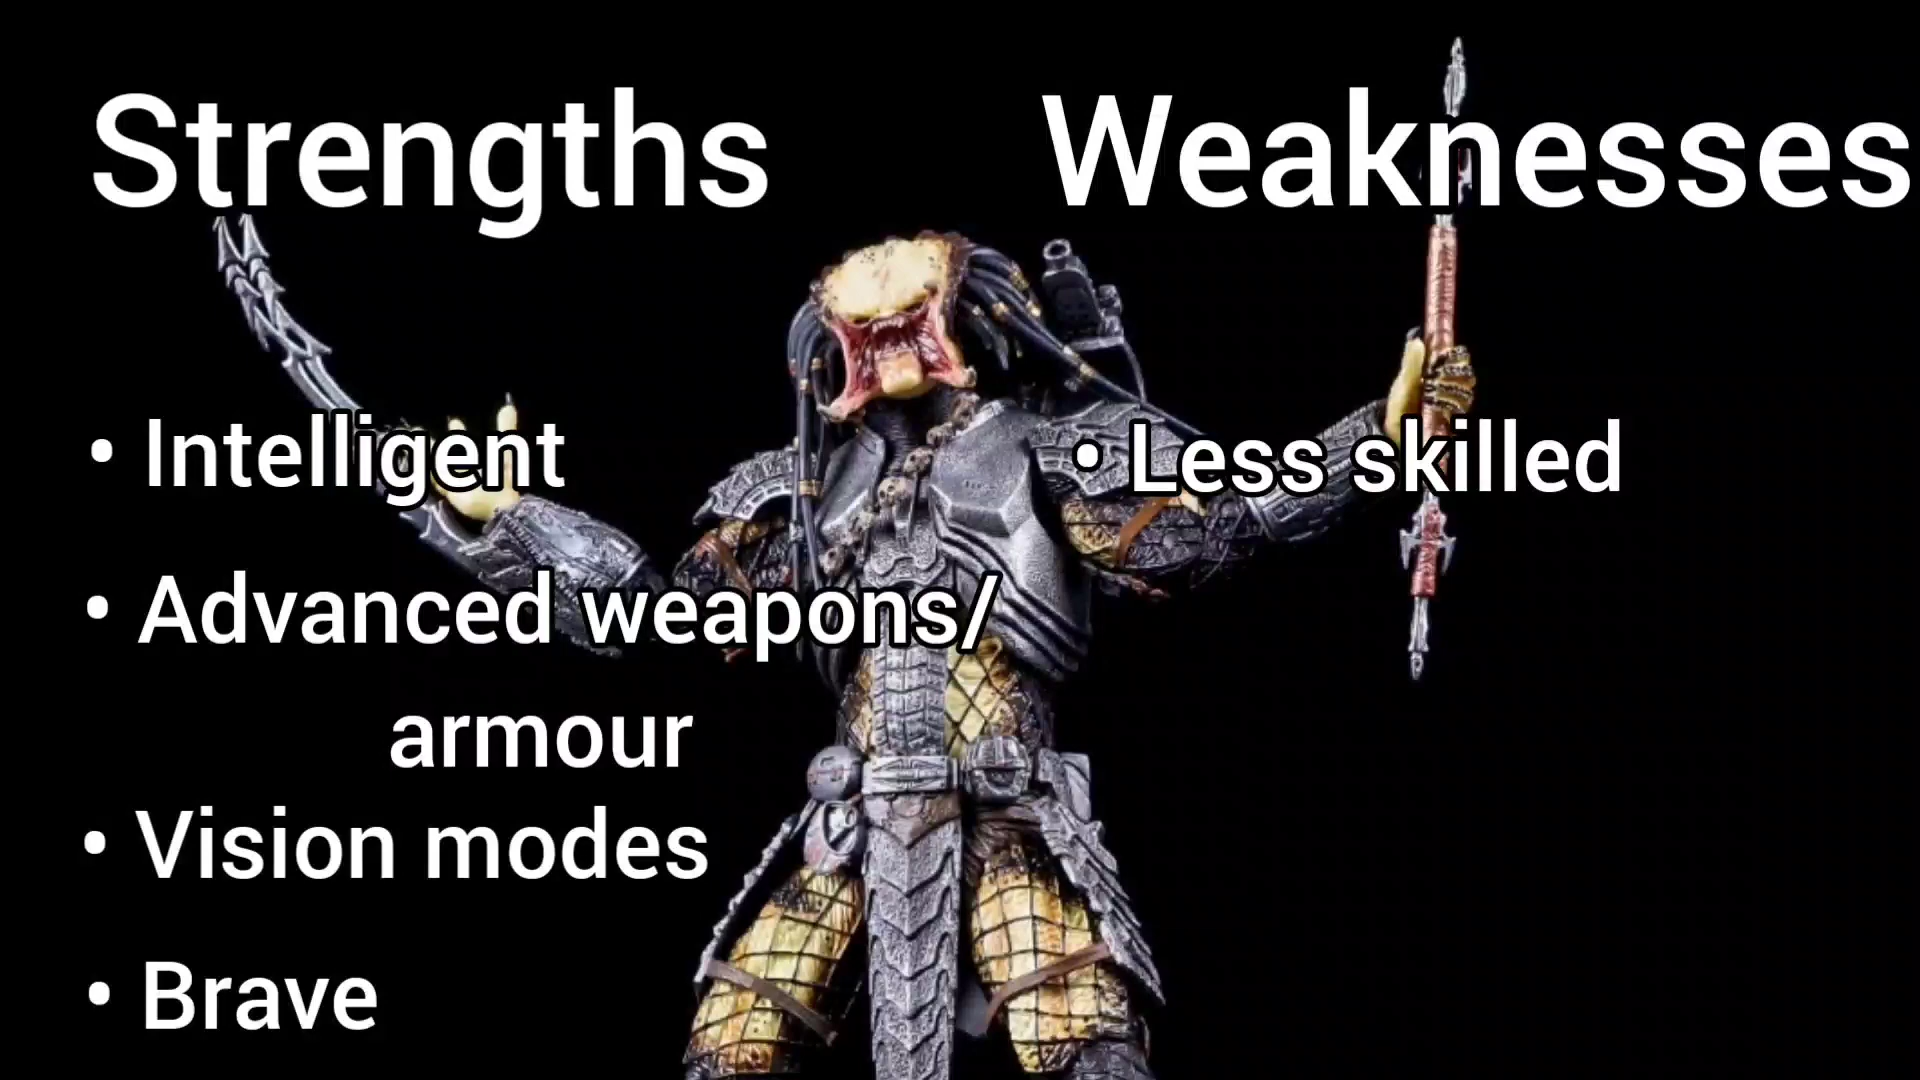 Strengths
Weaknesses
• Intelligent
• Less skilled
• Advanced weapons/
armour
• Vision modes
• Brave